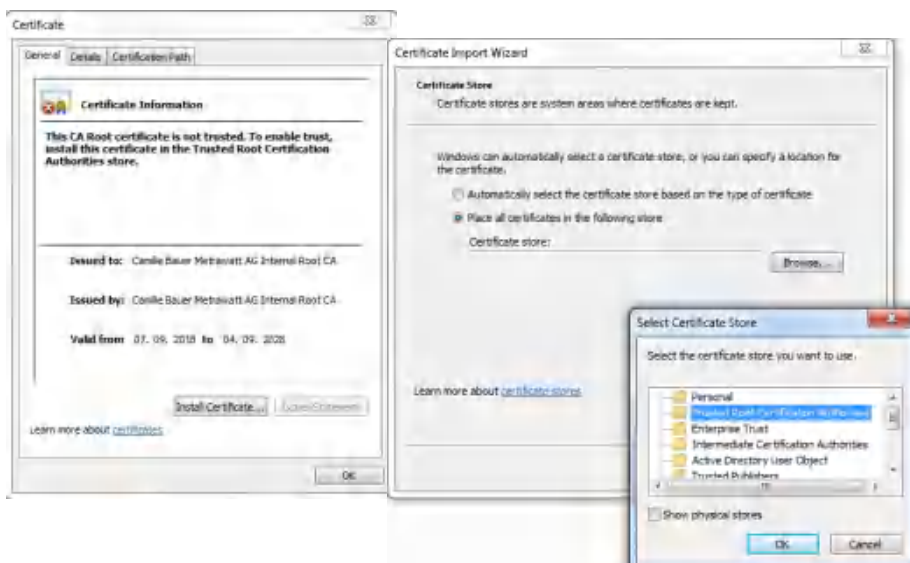 Certificate
General Details Certification Path
Certificate Information
This CA Root certificate is not trusted. To enable trust,
install this certificate in the Trusted Root Certification
Authorities store.
Issued to: Camille Bauer Metrawatt AG Internal Root CA
Issued by: Camille Bauer Metrawatt AG Internal Root CA
Valid from 07. 09. 2018 to 04. 09. 2028
Install Certificate... Issuer Statement
Learn more about certificates
OK
Certificate Import Wizard
Certificate Store
Certificate stores are system areas where certificates are kept.
Windows can automatically select a certificate store, or you can specify a location for
the certificate.
Automatically select the certificate store based on the type of certificate
Place all certificates in the following store
Certificate store:
Browse...
Learn more about certificate stores
Select Certificate Store
Select the certificate store you want to use.
Personal
Trusted Root Certification Authorities
Enterprise Trust
Intermediate Certification Authorities
Active Directory User Object
Trusted Publishers
Show physical stores
OK Cancel